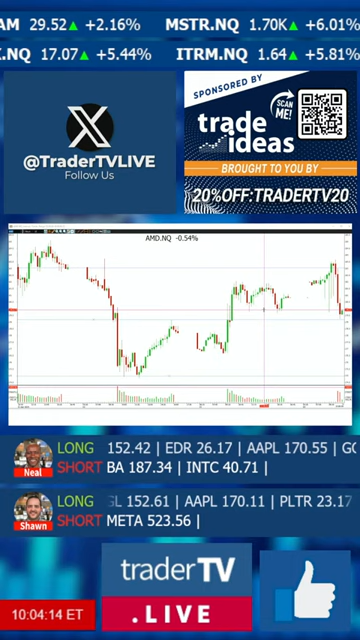 AM 29.52▲ +2.16% MSTR.NQ 1.70K▲ +6.01%
.NQ 17.07▲ +5.44% ITRM.NQ 1.64▲ +5.81%
SPONSORED BY
SCAN ME!
trade ideas
BROUGHT TO YOU BY
20%OFF:TRADERTV20
X
@TraderTVLIVE
Follow Us
AMD.NQ -0.54%
LONG 152.42 | EDR 26.17 | AAPL 170.55 | GO
SHORT BA 187.34 | INTC 40.71 |
Neal
LONG GL 152.61 | AAPL 170.11 | PLTR 23.17
SHORT META 523.56 |
Shawn
10:04:14 ET
traderTV
.LIVE